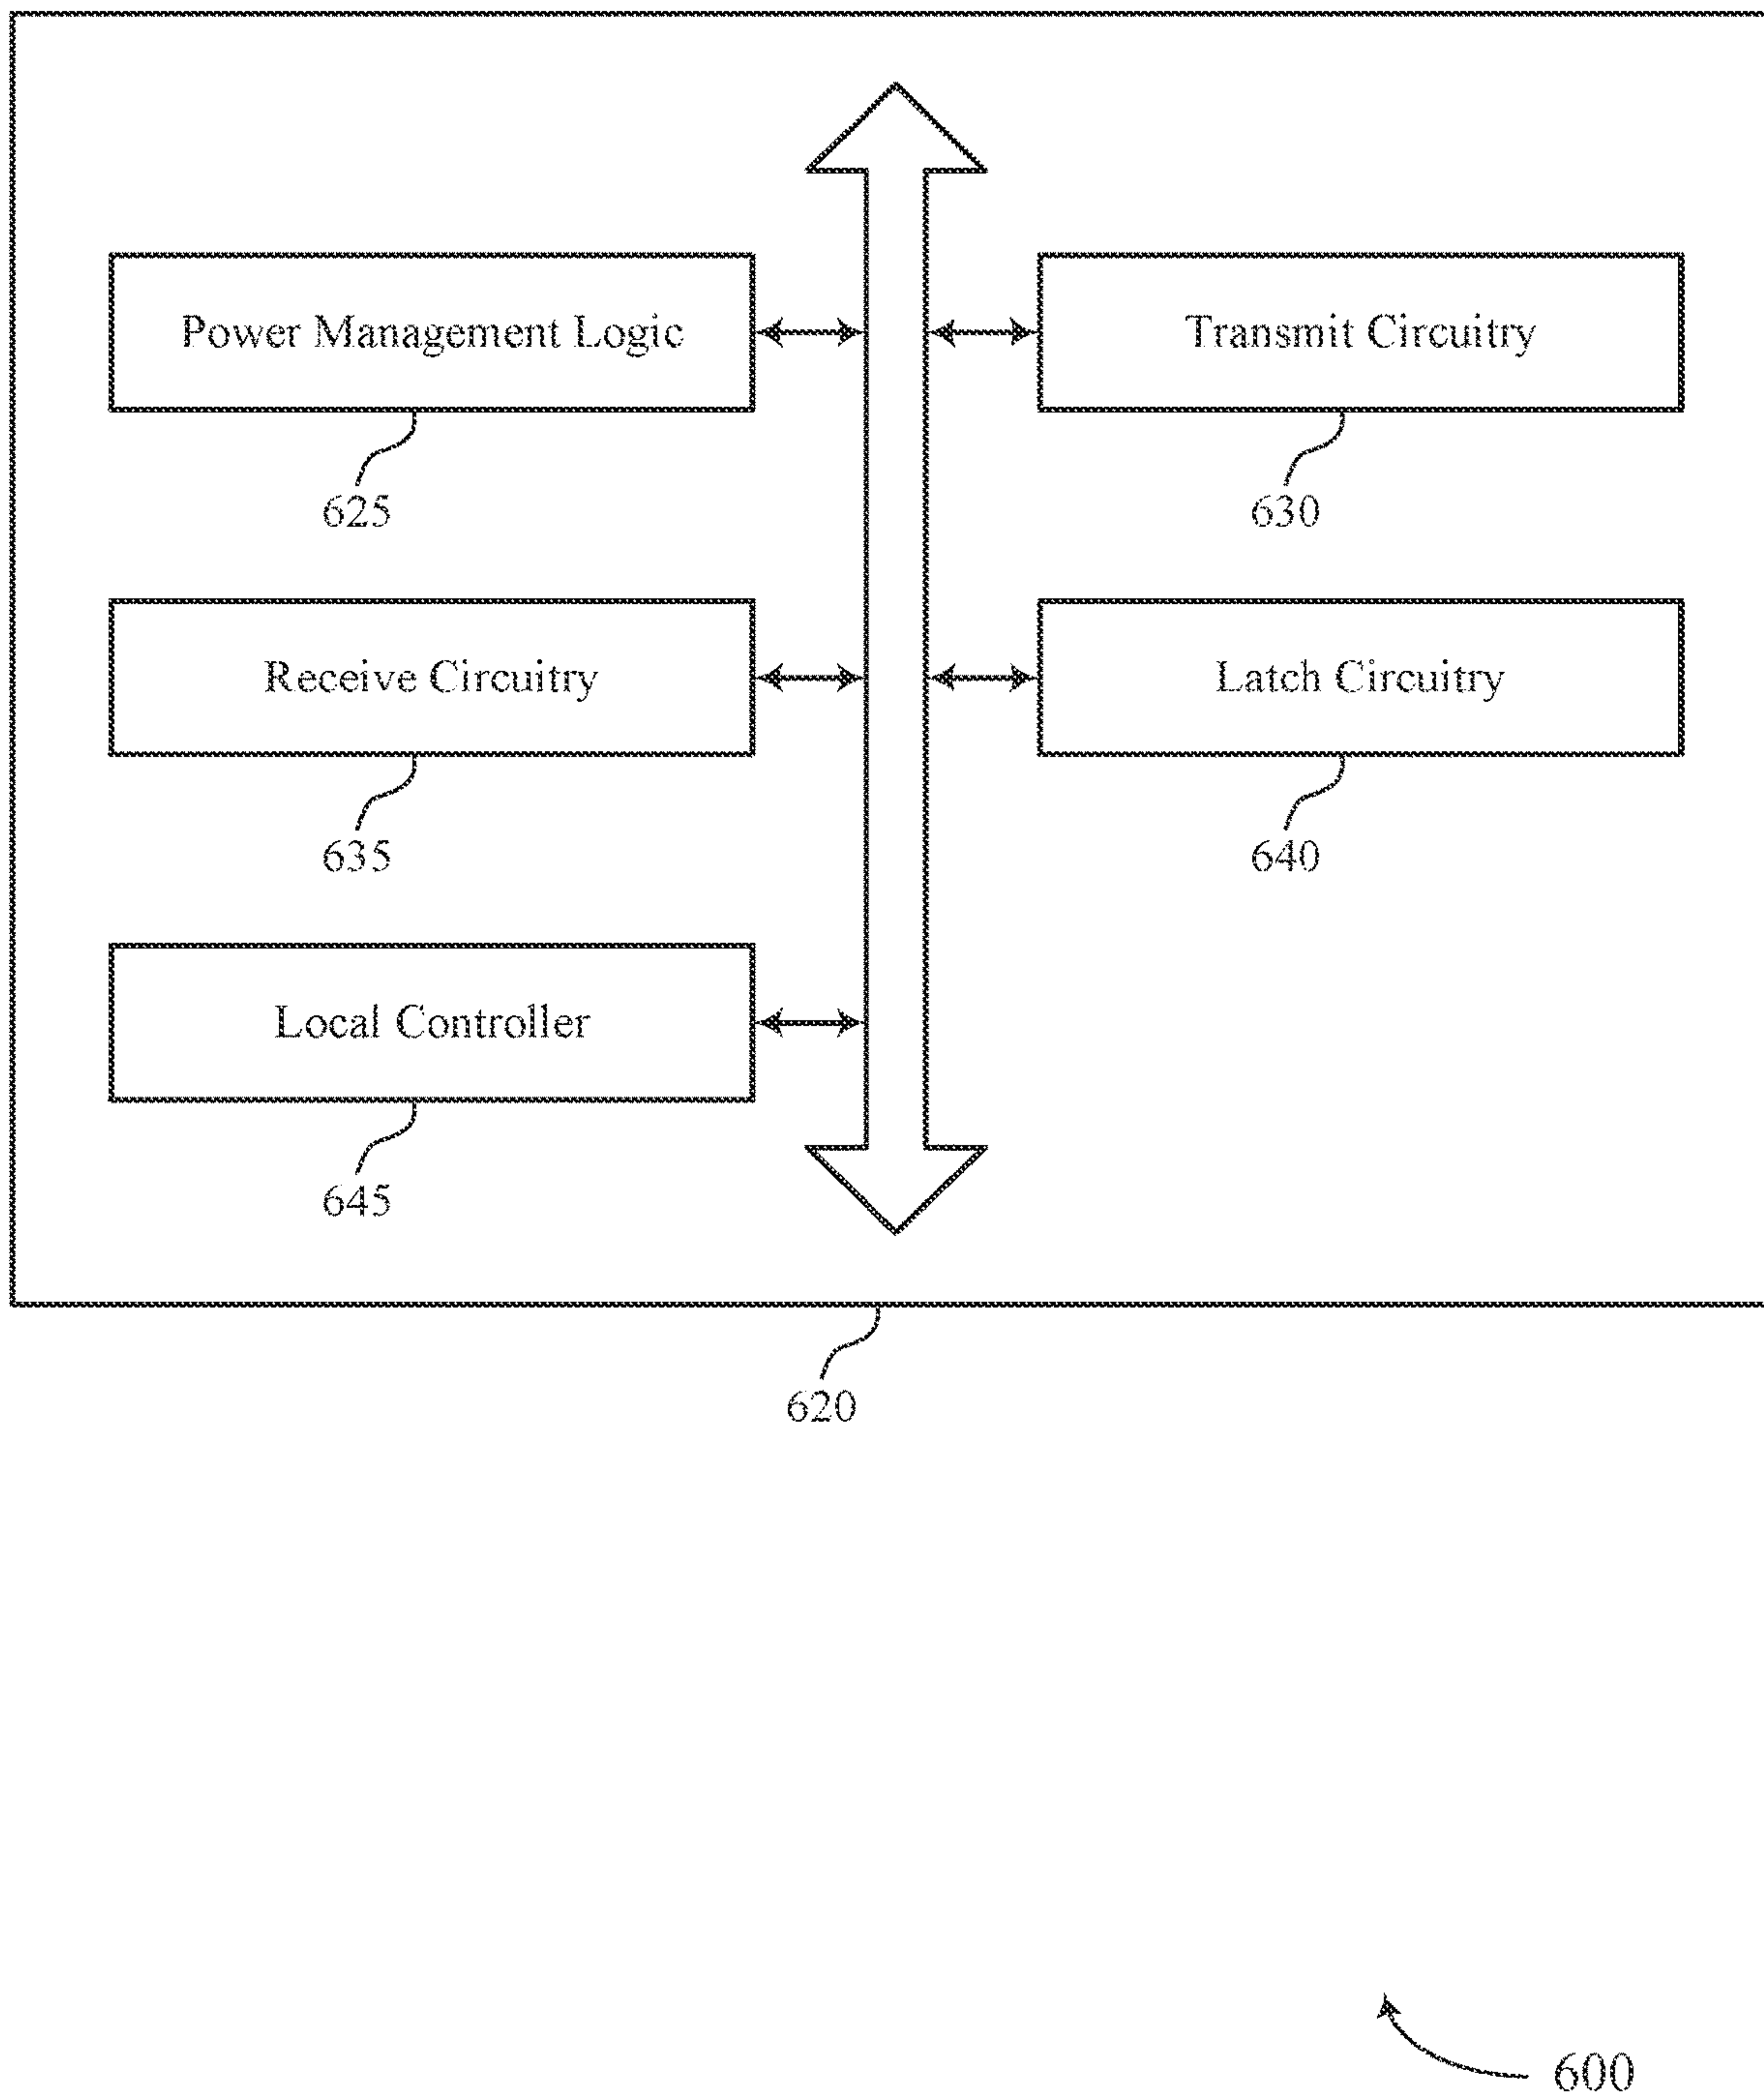 Power Management Logic
Transmit Circuitry
625
630
Receive Circuitry
Latch Circuitry
635
640
Local Controller
645
620
600